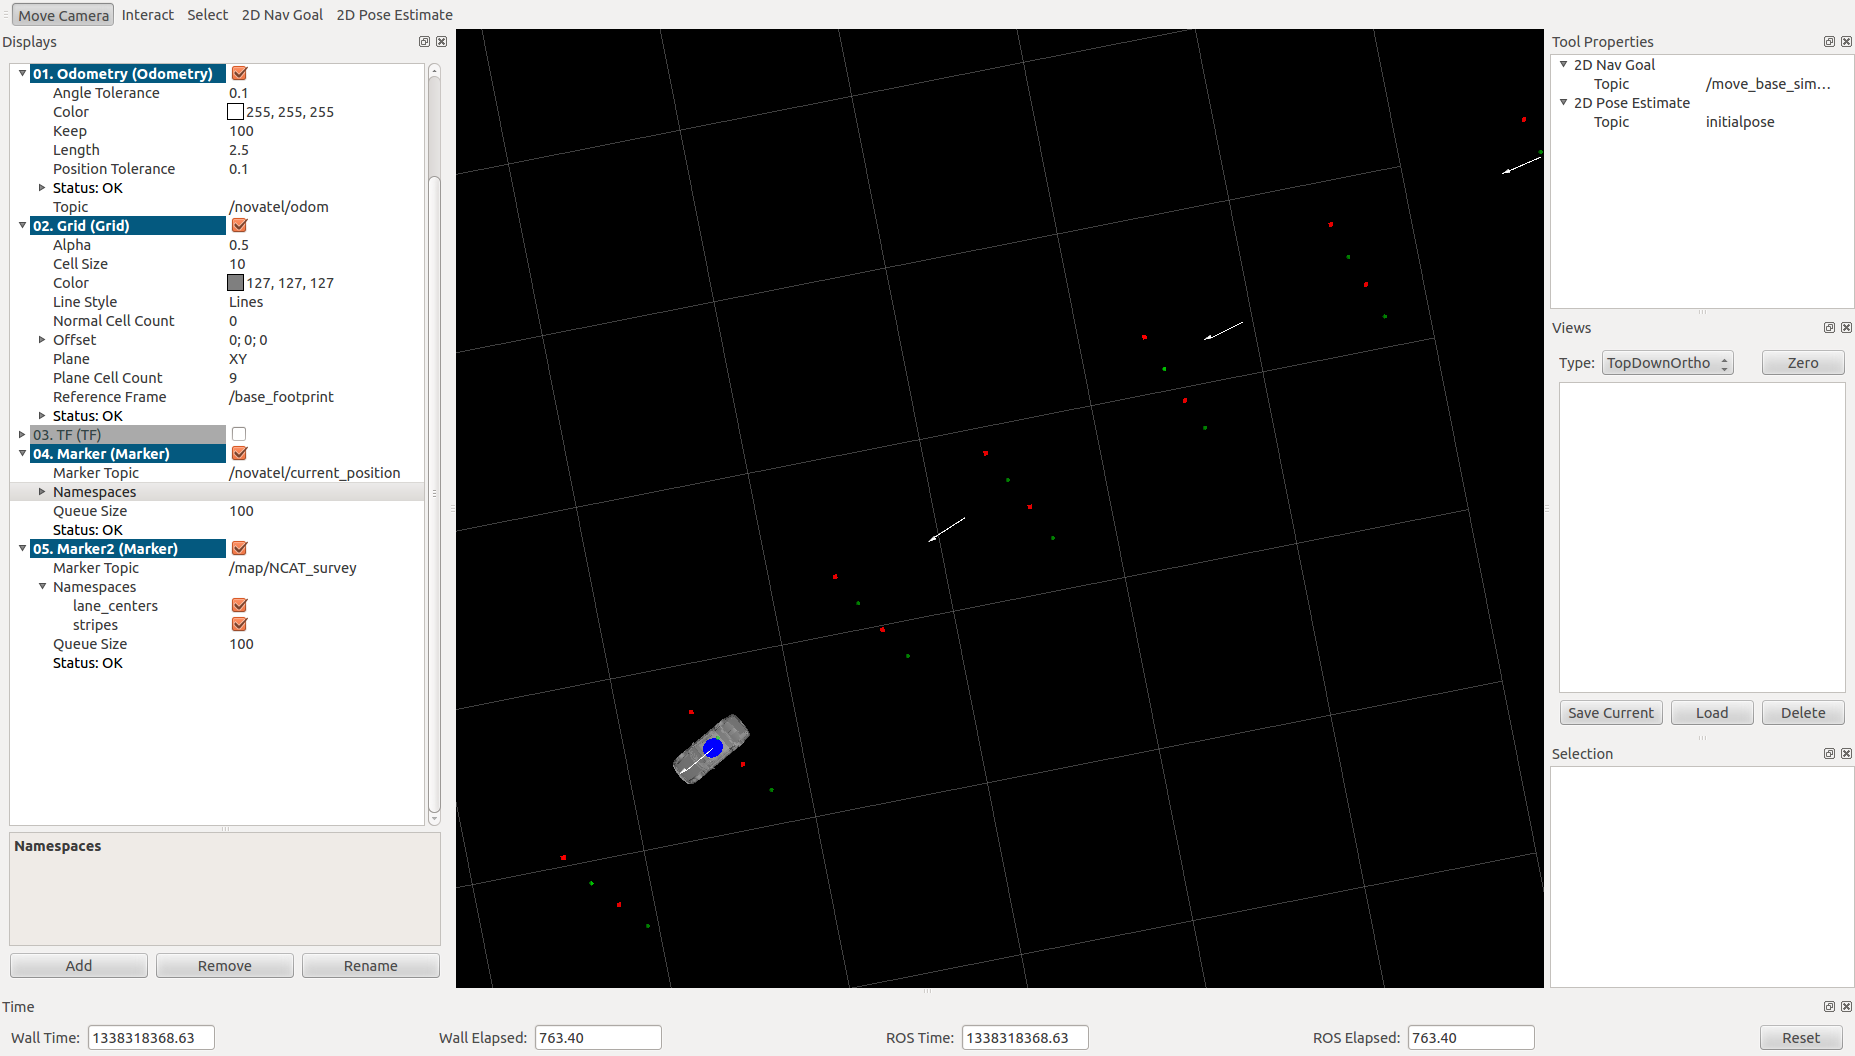 Move Camera Interact Select 2D Nav Goal 2D Pose Estimate
Displays
01. Odometry (Odometry)
Angle Tolerance 0.1
Color 255, 255, 255
Keep 100
Length 2.5
Position Tolerance 0.1
Status: OK
Topic /novatel/odom
02. Grid (Grid)
Alpha 0.5
Cell Size 10
Color 127, 127, 127
Line Style Lines
Normal Cell Count 0
Offset 0; 0; 0
Plane XY
Plane Cell Count 9
Reference Frame /base_footprint
Status: OK
03. TF (TF)
04. Marker (Marker)
Marker Topic /novatel/current_position
Namespaces
Queue Size 100
Status: OK
05. Marker2 (Marker)
Marker Topic /map/NCAT_survey
Namespaces
lane_centers
stripes
Queue Size 100
Status: OK
Namespaces
Add Remove Rename
Tool Properties
2D Nav Goal
Topic /move_base_sim...
2D Pose Estimate
Topic initialpose
Views
Type: TopDownOrtho Zero
Save Current Load Delete
Selection
Time
Wall Time: 1338318368.63 Wall Elapsed: 763.40 ROS Time: 1338318368.63 ROS Elapsed: 763.40 Reset